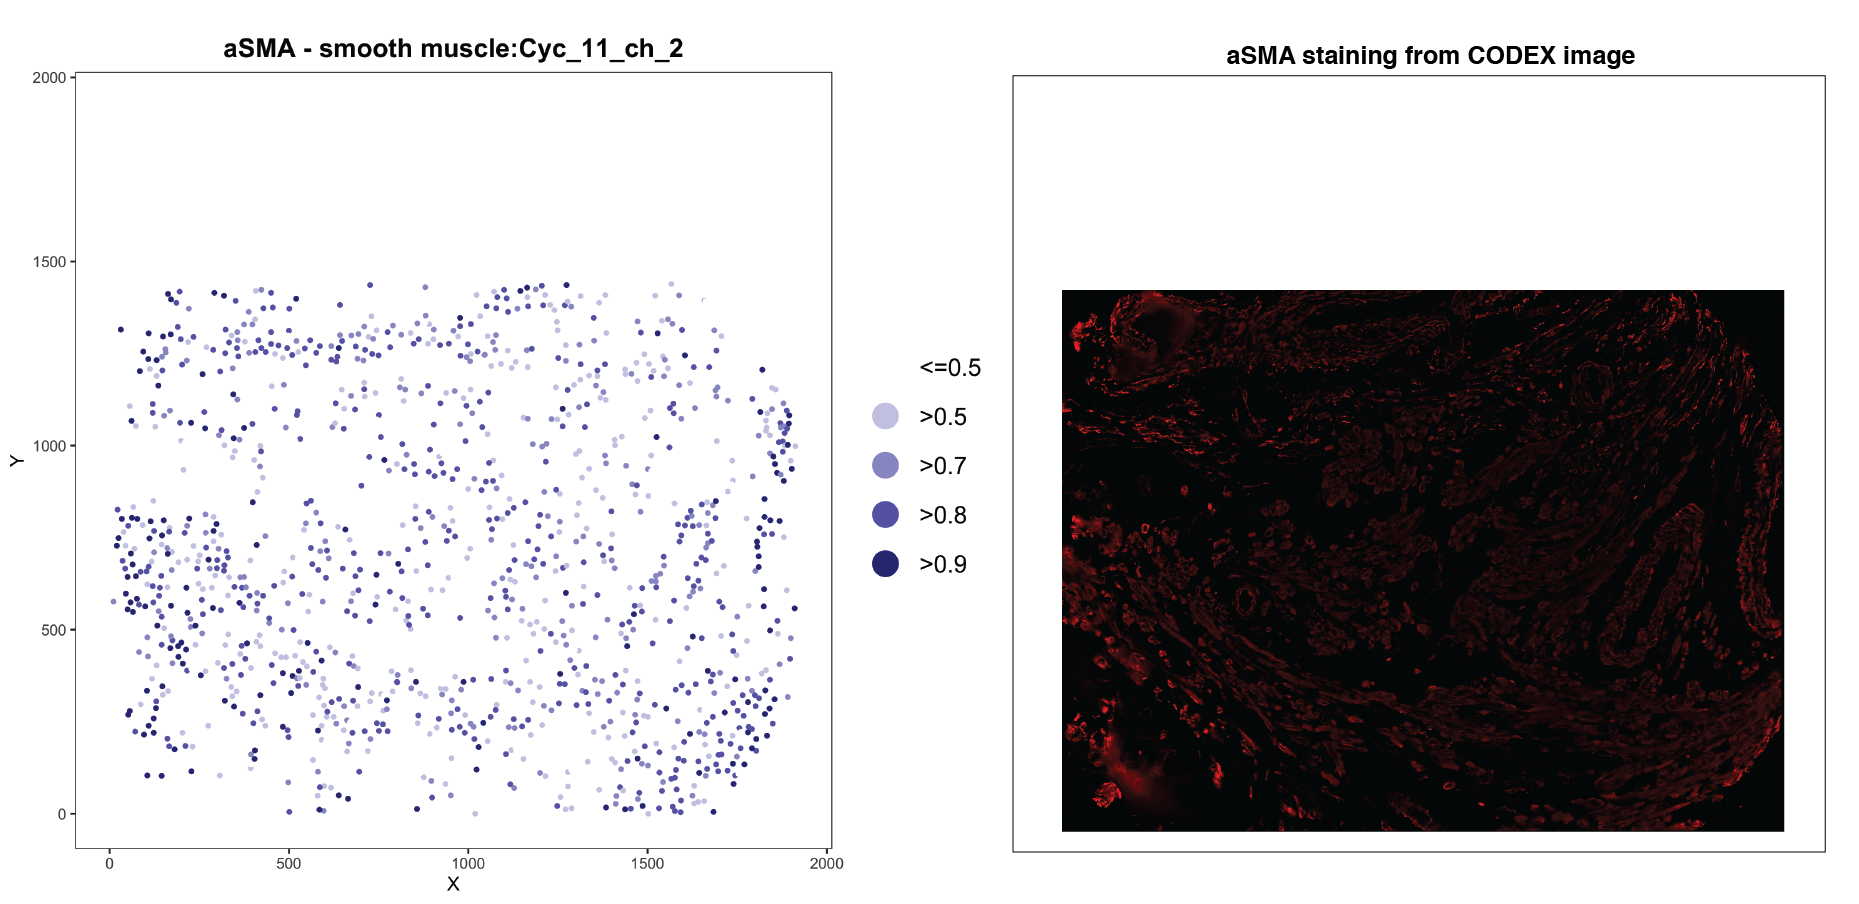 aSMA - smooth muscle:Cyc_11_ch_2
2000
1500
1000
500
0
Y
0 500 1000 1500 2000
X
<=0.5
>0.5
>0.7
>0.8
>0.9
aSMA staining from CODEX image